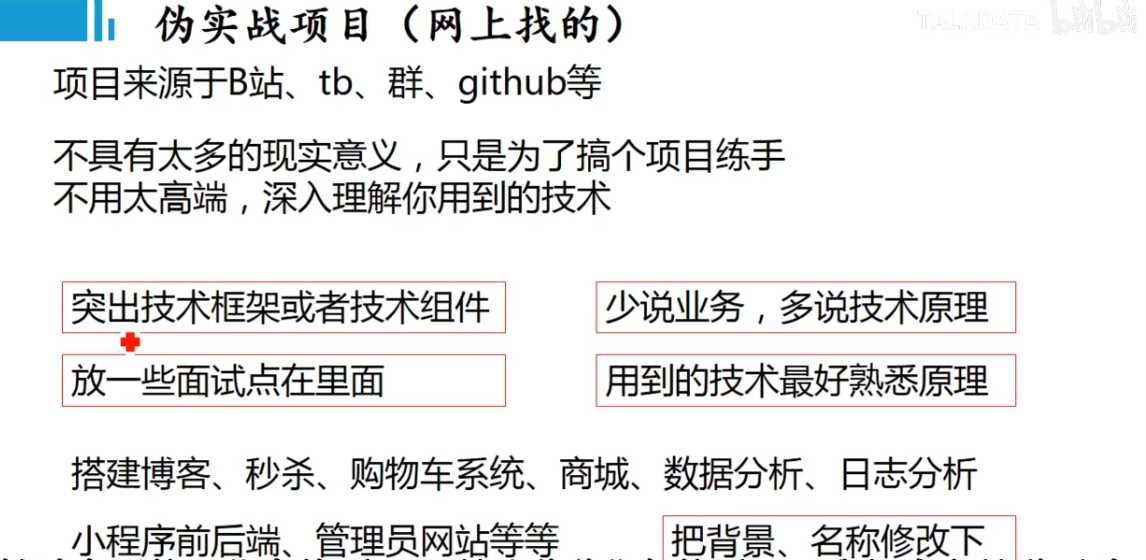 伪实战项目（网上找的）
TALKDATA bilibili
项目来源于B站、tb、群、github等
不具有太多的现实意义，只是为了搞个项目练手
不用太高端，深入理解你用到的技术
突出技术框架或者技术组件
少说业务，多说技术原理
放一些面试点在里面
用到的技术最好熟悉原理
搭建博客、秒杀、购物车系统、商城、数据分析、日志分析
小程序前后端、管理员网站等等
把背景、名称修改下